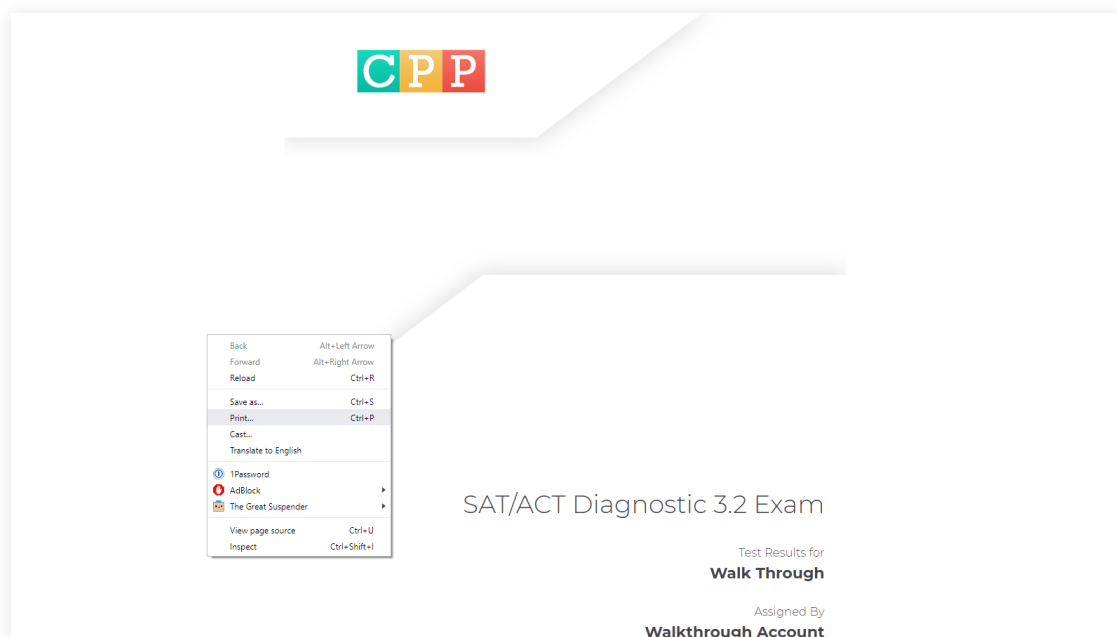 CPP
Back Alt+Left Arrow
Forward Alt+Right Arrow
Reload Ctrl+R
Save as... Ctrl+S
Print... Ctrl+P
Cast...
Translate to English
1Password
AdBlock
The Great Suspender
View page source Ctrl+U
Inspect Ctrl+Shift+I
SAT/ACT Diagnostic 3.2 Exam
Test Results for
Walk Through
Assigned By
Walkthrough Account